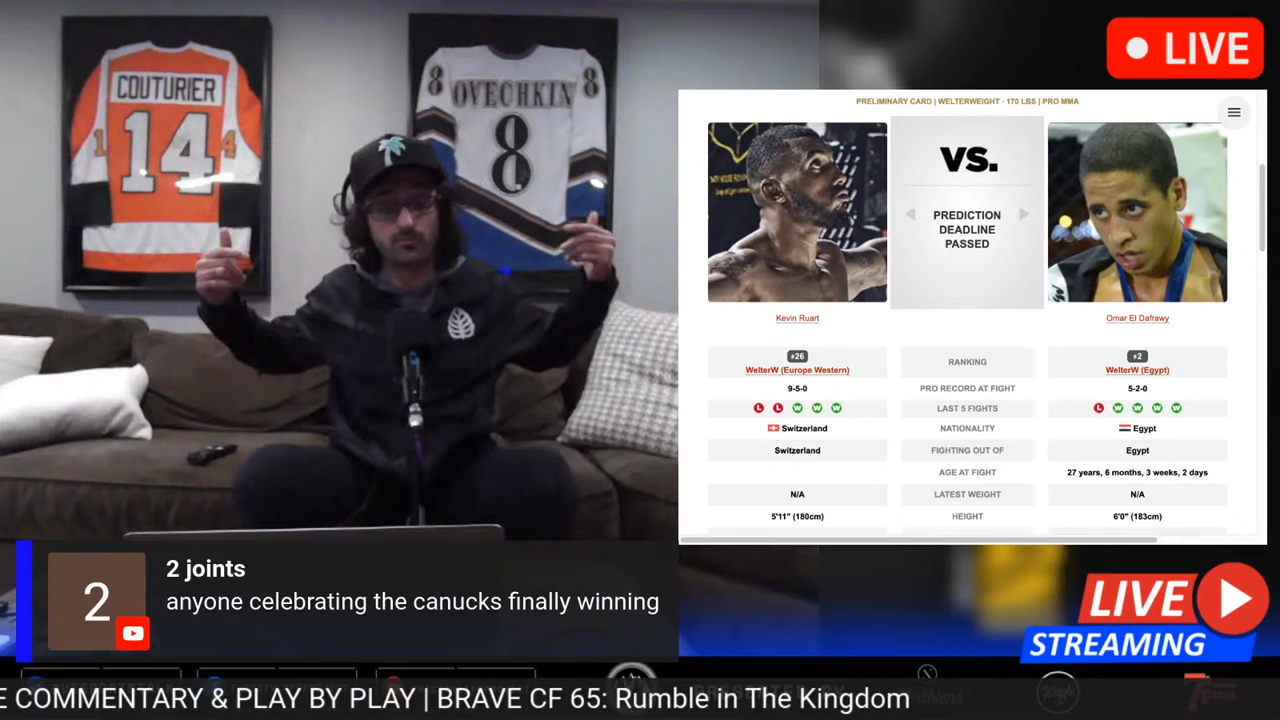 COUTURIER
14
14
8
8
OVECHKIN
8
LIVE
PRELIMINARY CARD | WELTERWEIGHT · 170 LBS | PRO MMA
VS.
PREDICTION
DEADLINE
PASSED
Kevin Ruart
Omar El Dafrawy
#26
RANKING
#2
WelterW (Europe Western)
WelterW (Egypt)
9-5-0
PRO RECORD AT FIGHT
5-2-0
L L W W W
LAST 5 FIGHTS
L W W W W
Switzerland
NATIONALITY
Egypt
Switzerland
FIGHTING OUT OF
Egypt
AGE AT FIGHT
27 years, 6 months, 3 weeks, 2 days
N/A
LATEST WEIGHT
N/A
5'11" (180cm)
HEIGHT
6'0" (183cm)
2
2 joints
anyone celebrating the canucks finally winning
LIVE
STREAMING
E COMMENTARY & PLAY BY PLAY | BRAVE CF 65: Rumble in The Kingdom